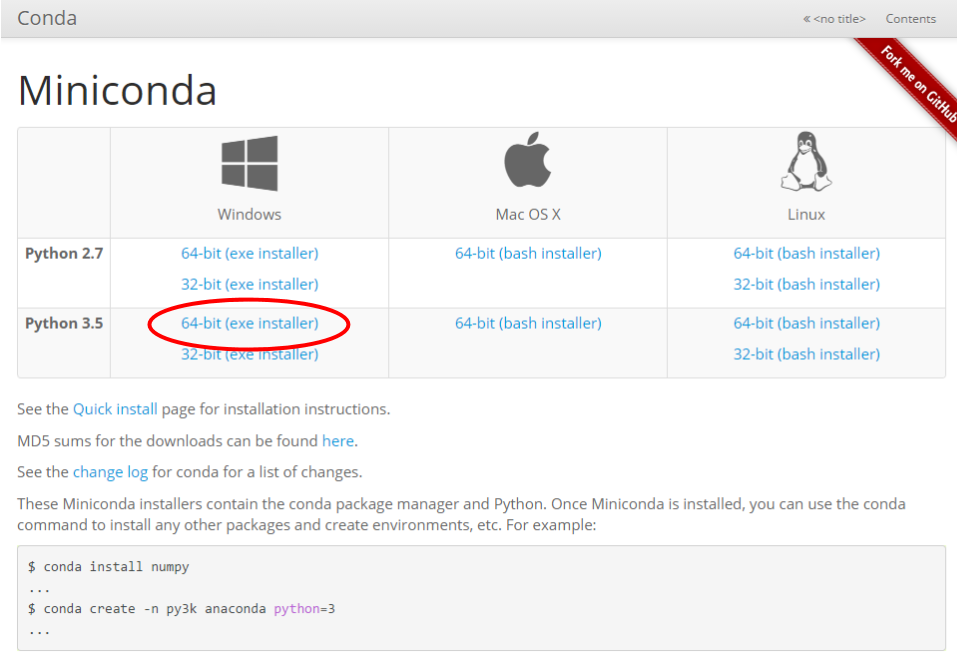 Conda
« <no title> Contents
Fork me on GitHub
Miniconda
Windows Mac OS X Linux
Python 2.7 64-bit (exe installer) 64-bit (bash installer) 64-bit (bash installer)
32-bit (exe installer) 32-bit (bash installer)
Python 3.5 64-bit (exe installer) 64-bit (bash installer) 64-bit (bash installer)
32-bit (exe installer) 32-bit (bash installer)
See the Quick install page for installation instructions.
MD5 sums for the downloads can be found here.
See the change log for conda for a list of changes.
These Miniconda installers contain the conda package manager and Python. Once Miniconda is installed, you can use the conda
command to install any other packages and create environments, etc. For example:
$ conda install numpy
...
$ conda create -n py3k anaconda python=3
...